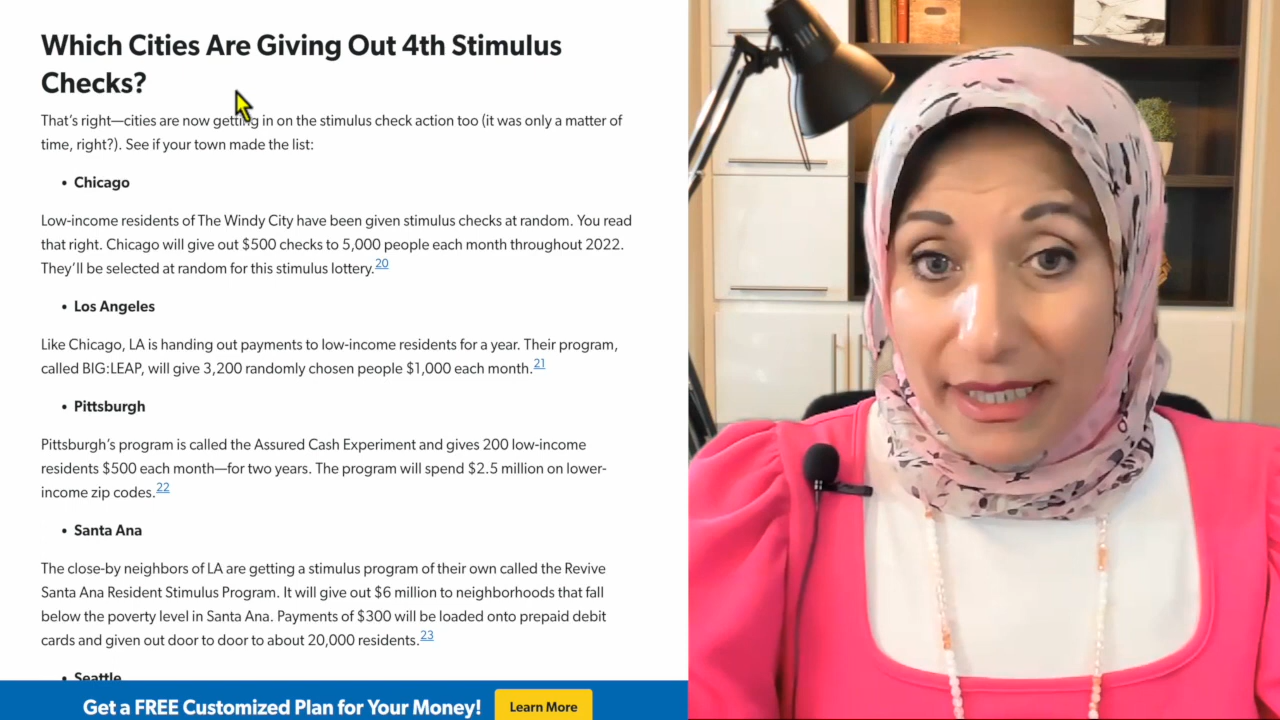 Which Cities Are Giving Out 4th Stimulus
Checks?
That’s right—cities are now getting in on the stimulus check action too (it was only a matter of
time, right?). See if your town made the list:
• Chicago
Low-income residents of The Windy City have been given stimulus checks at random. You read
that right. Chicago will give out $500 checks to 5,000 people each month throughout 2022.
They’ll be selected at random for this stimulus lottery.20
• Los Angeles
Like Chicago, LA is handing out payments to low-income residents for a year. Their program,
called BIG:LEAP, will give 3,200 randomly chosen people $1,000 each month.21
• Pittsburgh
Pittsburgh’s program is called the Assured Cash Experiment and gives 200 low-income
residents $500 each month—for two years. The program will spend $2.5 million on lower-
income zip codes.22
• Santa Ana
The close-by neighbors of LA are getting a stimulus program of their own called the Revive
Santa Ana Resident Stimulus Program. It will give out $6 million to neighborhoods that fall
below the poverty level in Santa Ana. Payments of $300 will be loaded onto prepaid debit
cards and given out door to door to about 20,000 residents.23
• Seattle
Get a FREE Customized Plan for Your Money! Learn More